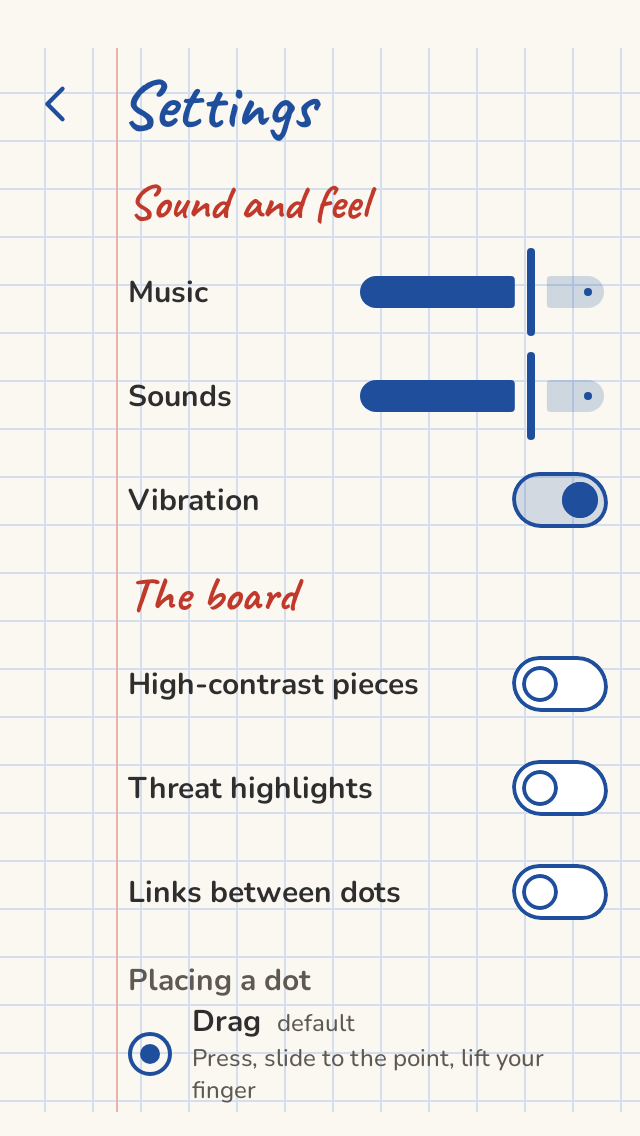 Settings
Sound and feel
Music
Sounds
Vibration
The board
High-contrast pieces
Threat highlights
Links between dots
Placing a dot
Drag default
Press, slide to the point, lift your
finger